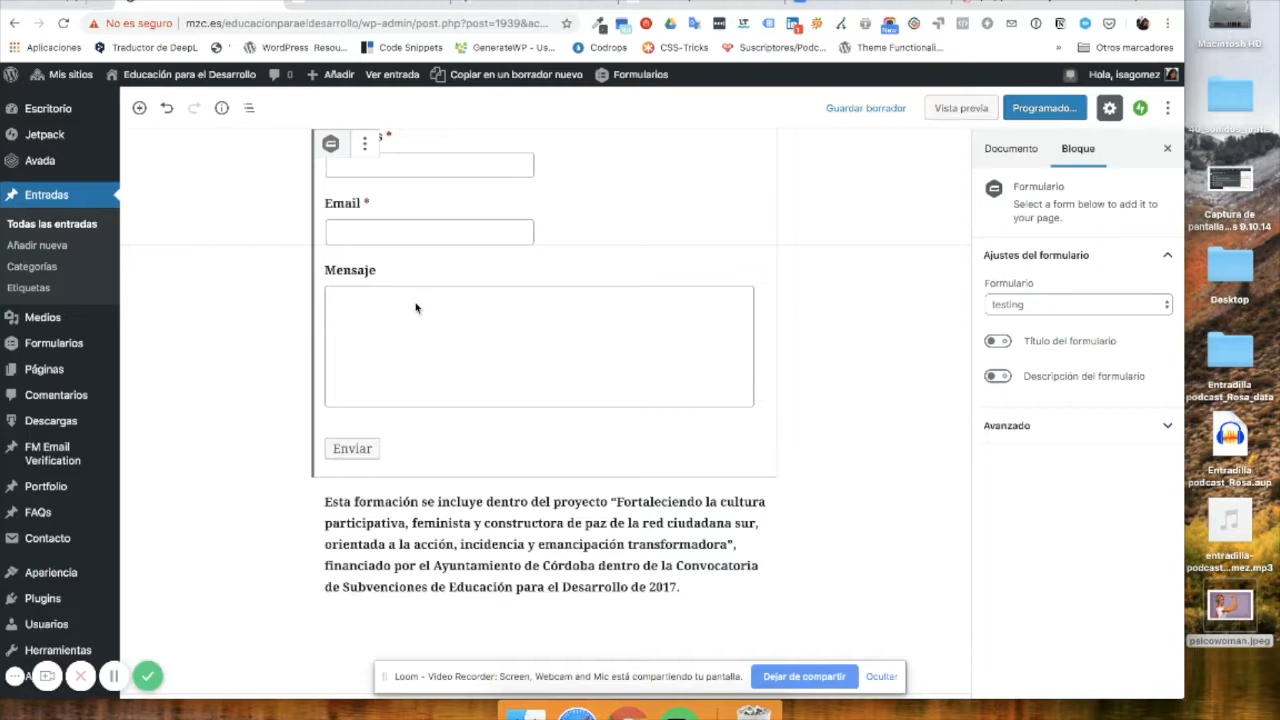 No es seguro | mzc.es/educacionparaeldesarrollo/wp-admin/post.php?post=1939&ac...
New
Aplicaciones Traductor de DeepL WordPress Resou... Code Snippets GenerateWP - Us... Codrops CSS-Tricks Suscriptores/Podc... Theme Functionali... » Otros marcadores
Mis sitios Educación para el Desarrollo 0 Añadir Ver entrada Copiar en un borrador nuevo Formularios Hola, isagomez
Guardar borrador Vista previa Programado...
Escritorio
Jetpack
Avada
Entradas
Todas las entradas
Añadir nueva
Categorías
Etiquetas
Medios
Formularios
Páginas
Comentarios
Descargas
FM Email
Verification
Portfolio
FAQs
Contacto
Apariencia
Plugins
Usuarios
Herramientas
s *
Email *
Mensaje
Enviar
Esta formación se incluye dentro del proyecto “Fortaleciendo la cultura
participativa, feminista y constructora de paz de la red ciudadana sur,
orientada a la acción, incidencia y emancipación transformadora”,
financiado por el Ayuntamiento de Córdoba dentro de la Convocatoria
de Subvenciones de Educación para el Desarrollo de 2017.
Documento Bloque
Formulario
Select a form below to add it to
your page.
Ajustes del formulario
Formulario
testing
Título del formulario
Descripción del formulario
Avanzado
Loom - Video Recorder: Screen, Webcam and Mic está compartiendo tu pantalla. Dejar de compartir Ocultar
Macintosh HD
40_sonidos_gratis
Captura de
pantalla...s 9.10.14
Desktop
Entradilla
podcast_Rosa_data
Entradilla
podcast_Rosa.aup
entradilla-
podcast...mez.mp3
psicowoman.jpeg